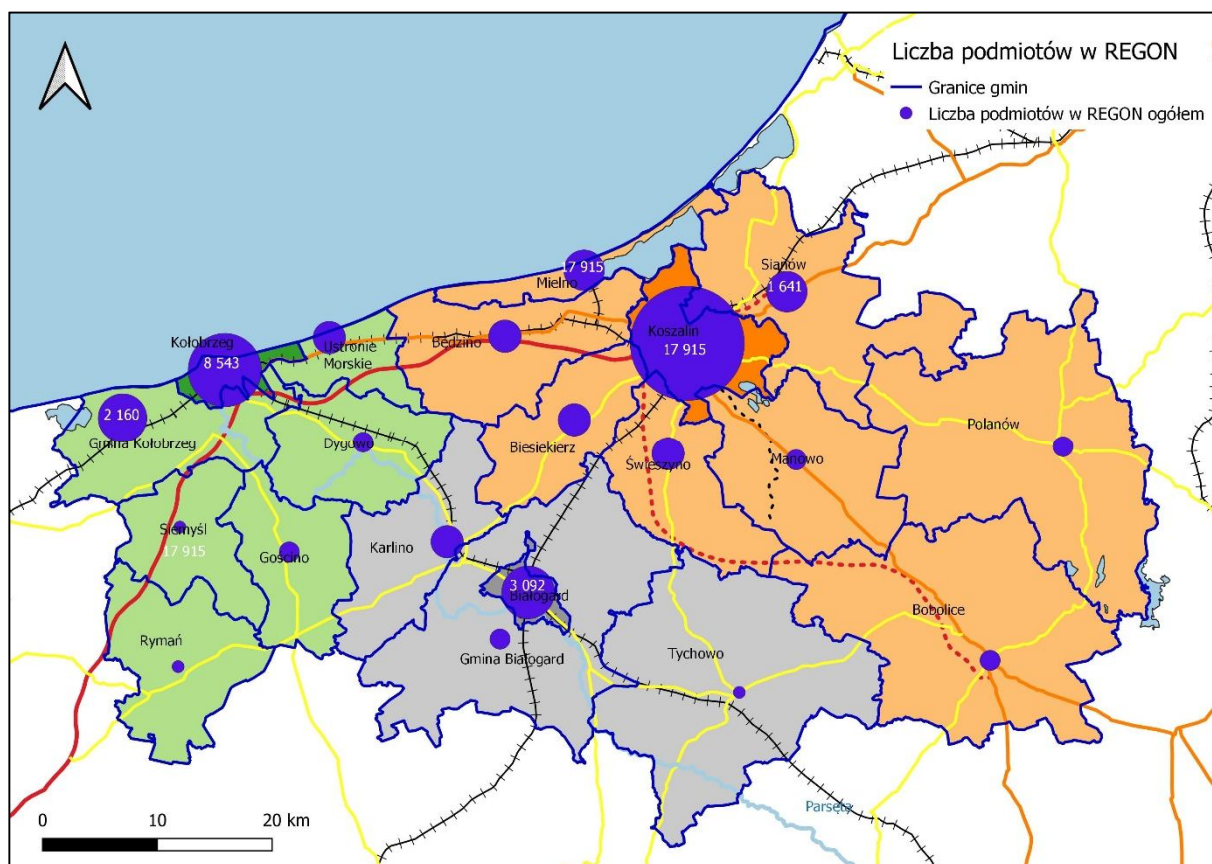 Liczba podmiotów w REGON
Granice gmin
Liczba podmiotów w REGON ogółem
17 915
Mielno
Sianów
1 641
Koszalin
17 915
Kołobrzeg
8 543
Ustronie
Morskie
Będzino
2 160
Gmina Kołobrzeg
Dygowo
Biesiekierz
Świeszyno
Manowo
Polanów
Siemyśl
17 915
Gościno
Karlino
3 092
Białogard
Gmina Białogard
Rymań
Tychowo
Bobolice
Parsęta
0 10 20 km